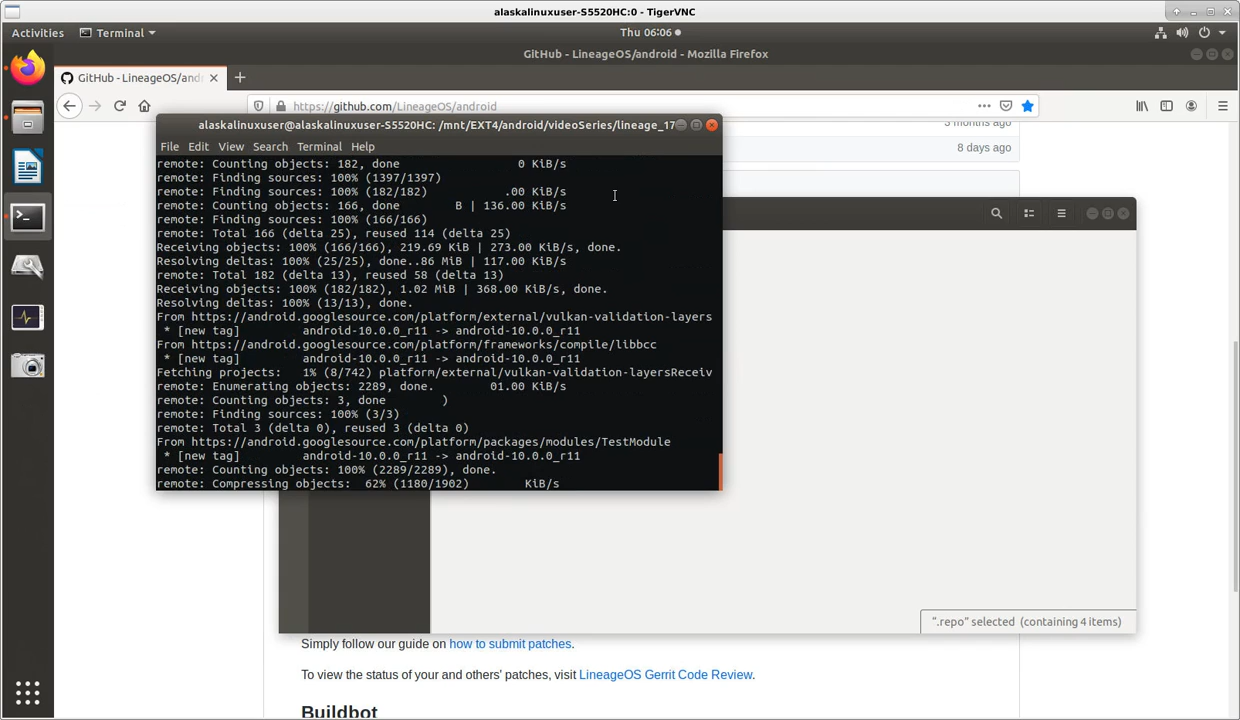 alaskalinuxuser-S5520HC:0 - TigerVNC
Activities Terminal Thu 06:06
GitHub - LineageOS/android - Mozilla Firefox
GitHub - LineageOS/andr
https://github.com/LineageOS/android
3 months ago
8 days ago
alaskalinuxuser@alaskalinuxuser-S5520HC: /mnt/EXT4/android/videoSeries/lineage_17
File Edit View Search Terminal Help
remote: Counting objects: 182, done 0 KiB/s
remote: Finding sources: 100% (1397/1397)
remote: Finding sources: 100% (182/182) .00 KiB/s
remote: Counting objects: 166, done B | 136.00 KiB/s
remote: Finding sources: 100% (166/166)
remote: Total 166 (delta 25), reused 114 (delta 25)
Receiving objects: 100% (166/166), 219.69 KiB | 273.00 KiB/s, done.
Resolving deltas: 100% (25/25), done..86 MiB | 117.00 KiB/s
remote: Total 182 (delta 13), reused 58 (delta 13)
Receiving objects: 100% (182/182), 1.02 MiB | 368.00 KiB/s, done.
Resolving deltas: 100% (13/13), done.
From https://android.googlesource.com/platform/external/vulkan-validation-layers
* [new tag] android-10.0.0_r11 -> android-10.0.0_r11
From https://android.googlesource.com/platform/frameworks/compile/libbcc
* [new tag] android-10.0.0_r11 -> android-10.0.0_r11
Fetching projects: 1% (8/742) platform/external/vulkan-validation-layersReceiv
remote: Enumerating objects: 2289, done. 01.00 KiB/s
remote: Counting objects: 3, done )
remote: Finding sources: 100% (3/3)
remote: Total 3 (delta 0), reused 3 (delta 0)
From https://android.googlesource.com/platform/packages/modules/TestModule
* [new tag] android-10.0.0_r11 -> android-10.0.0_r11
remote: Counting objects: 100% (2289/2289), done.
remote: Compressing objects: 62% (1180/1902) KiB/s
".repo" selected (containing 4 items)
Simply follow our guide on how to submit patches.
To view the status of your and others' patches, visit LineageOS Gerrit Code Review.
Buildbot